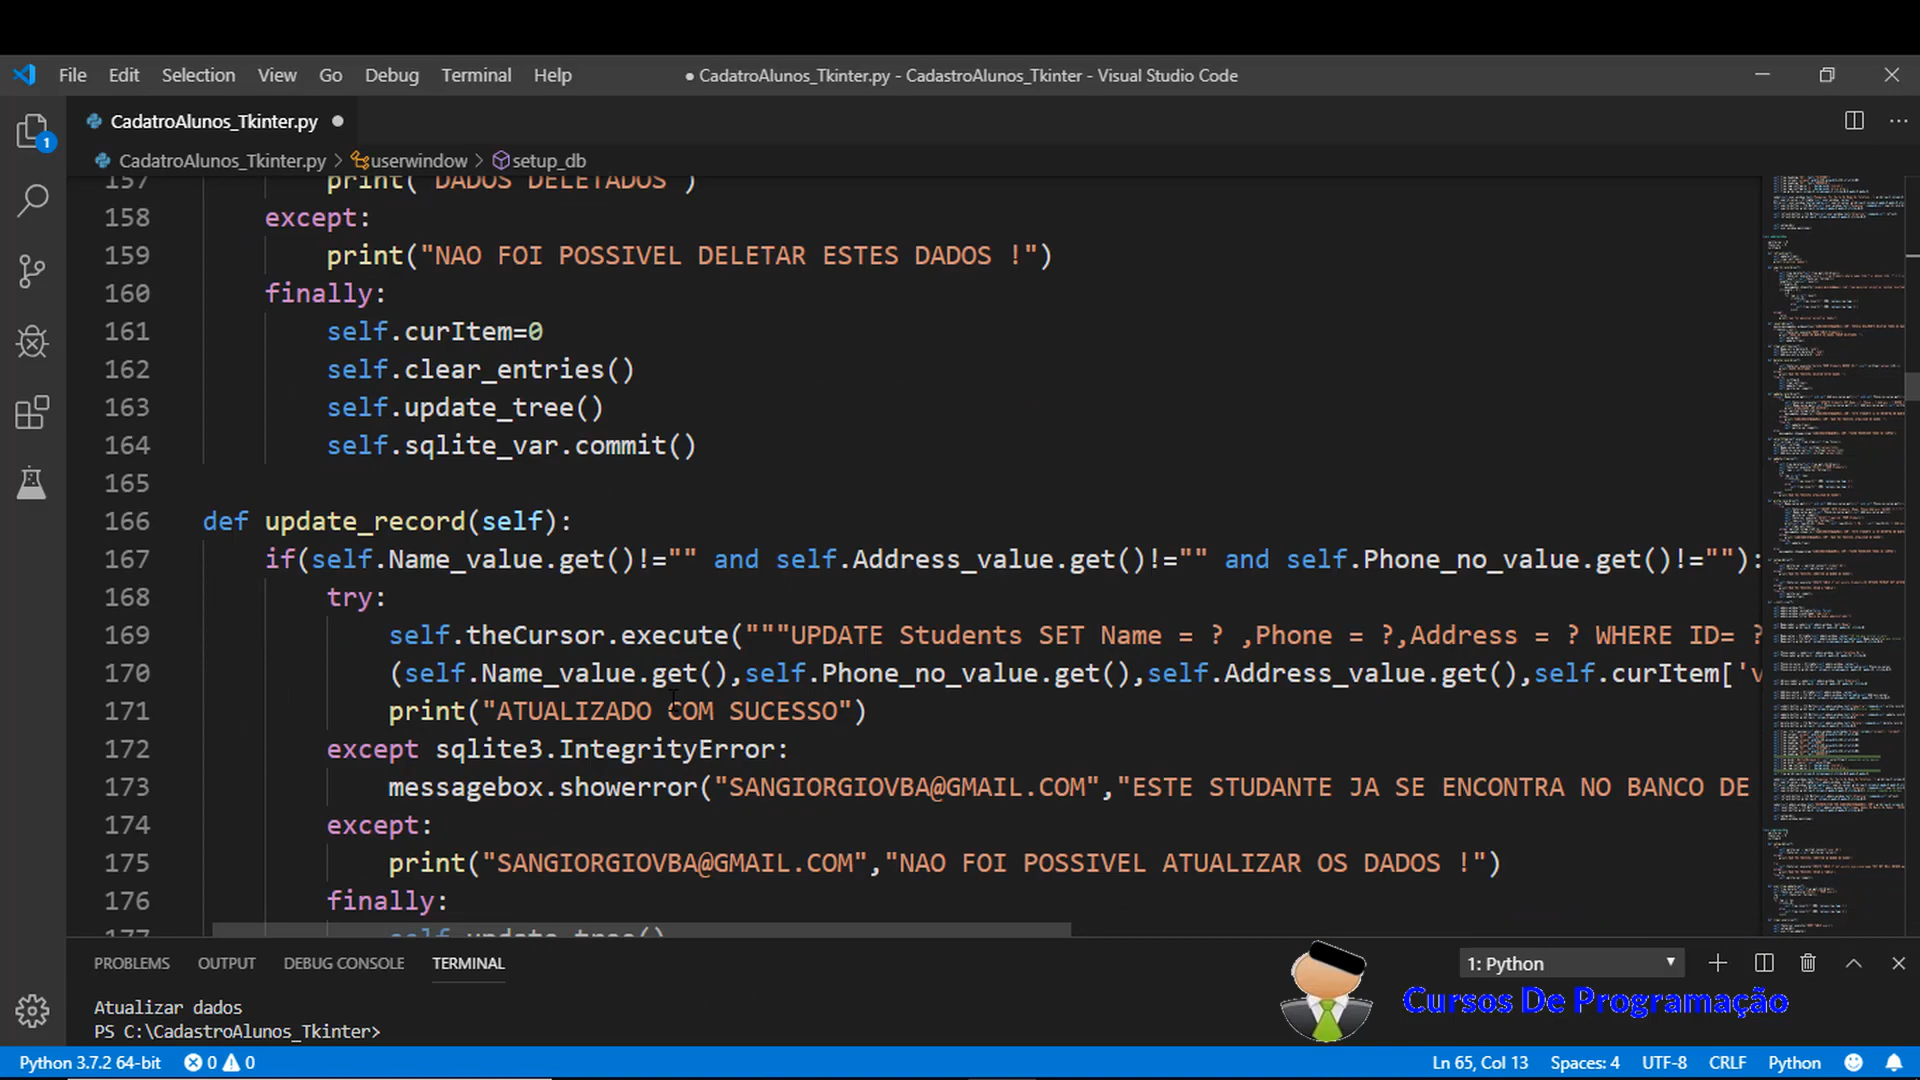 File Edit Selection View Go Debug Terminal Help
● CadatroAlunos_Tkinter.py - CadastroAlunos_Tkinter - Visual Studio Code
1
CadatroAlunos_Tkinter.py ●
CadatroAlunos_Tkinter.py > userwindow > setup_db
157 print("DADOS DELETADOS")
158 except:
159 print("NAO FOI POSSIVEL DELETAR ESTES DADOS !")
160 finally:
161 self.curItem=0
162 self.clear_entries()
163 self.update_tree()
164 self.sqlite_var.commit()
165
166 def update_record(self):
167 if(self.Name_value.get()!="" and self.Address_value.get()!="" and self.Phone_no_value.get()!=""):
168 try:
169 self.theCursor.execute("""UPDATE Students SET Name = ? ,Phone = ?,Address = ? WHERE ID= ?
170 (self.Name_value.get(),self.Phone_no_value.get(),self.Address_value.get(),self.curItem['v
171 print("ATUALIZADO COM SUCESSO")
172 except sqlite3.IntegrityError:
173 messagebox.showerror("SANGIORGIOVBA@GMAIL.COM","ESTE STUDANTE JA SE ENCONTRA NO BANCO DE
174 except:
175 print("SANGIORGIOVBA@GMAIL.COM","NAO FOI POSSIVEL ATUALIZAR OS DADOS !")
176 finally:
177 self.update_tree()
PROBLEMS OUTPUT DEBUG CONSOLE TERMINAL 1: Python
Atualizar dados
PS C:\CadastroAlunos_Tkinter>
Cursos De Programação
Python 3.7.2 64-bit 0 0 Ln 65, Col 13 Spaces: 4 UTF-8 CRLF Python